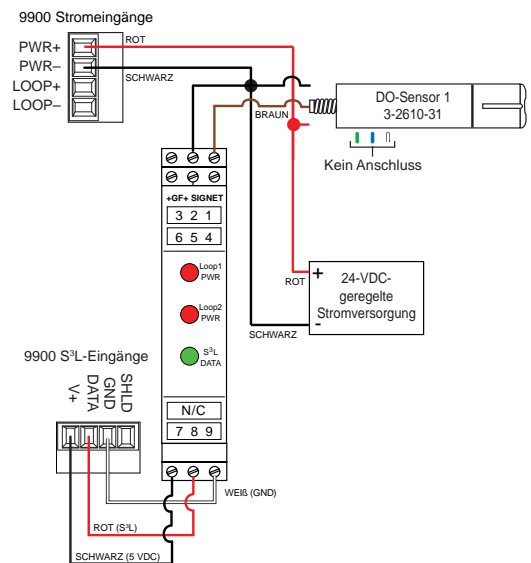 9900 Stromeingänge
PWR+
PWR–
LOOP+
LOOP–
ROT
SCHWARZ
BRAUN
DO-Sensor 1
3-2610-31
Kein Anschluss
+GF+ SIGNET
3 2 1
6 5 4
Loop1
PWR
Loop2
PWR
S³L
DATA
N/C
7 8 9
ROT
+
24-VDC-
geregelte
Stromversorgung
-
SCHWARZ
9900 S³L-Eingänge
V+
DATA
GND
SHLD
WEIß (GND)
ROT (S³L)
SCHWARZ (5 VDC)